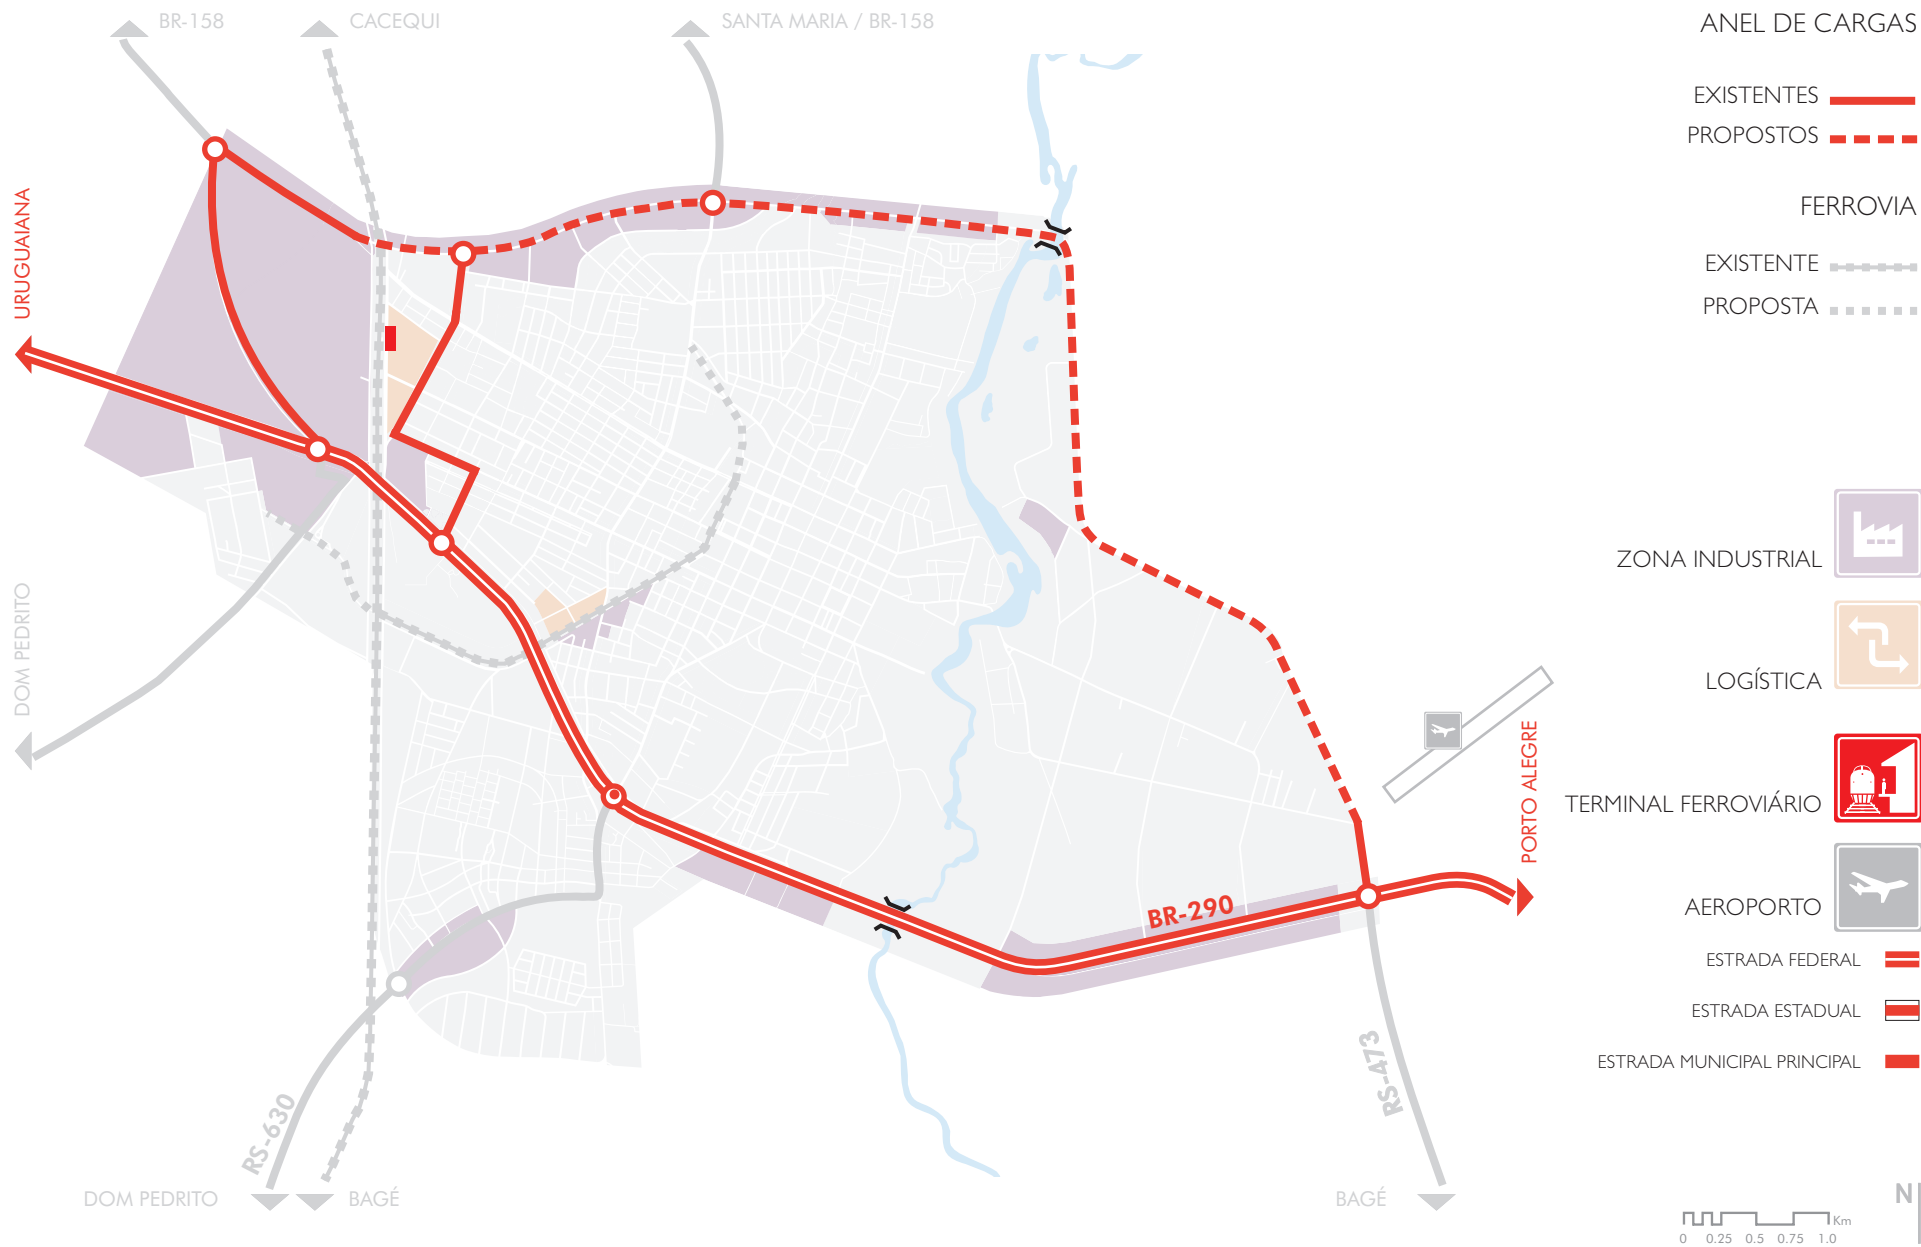 BR-158
CACEQUI
SANTA MARIA / BR-158
ANEL DE CARGAS
EXISTENTES
PROPOSTOS
FERROVIA
EXISTENTE
PROPOSTA
URUGUAIANA
DOM PEDRITO
ZONA INDUSTRIAL
LOGÍSTICA
TERMINAL FERROVIÁRIO
AEROPORTO
PORTO ALEGRE
BR-290
ESTRADA FEDERAL
ESTRADA ESTADUAL
ESTRADA MUNICIPAL PRINCIPAL
RS-630
RS-473
DOM PEDRITO
BAGÉ
BAGÉ
N
Km
0 0.25 0.5 0.75 1.0